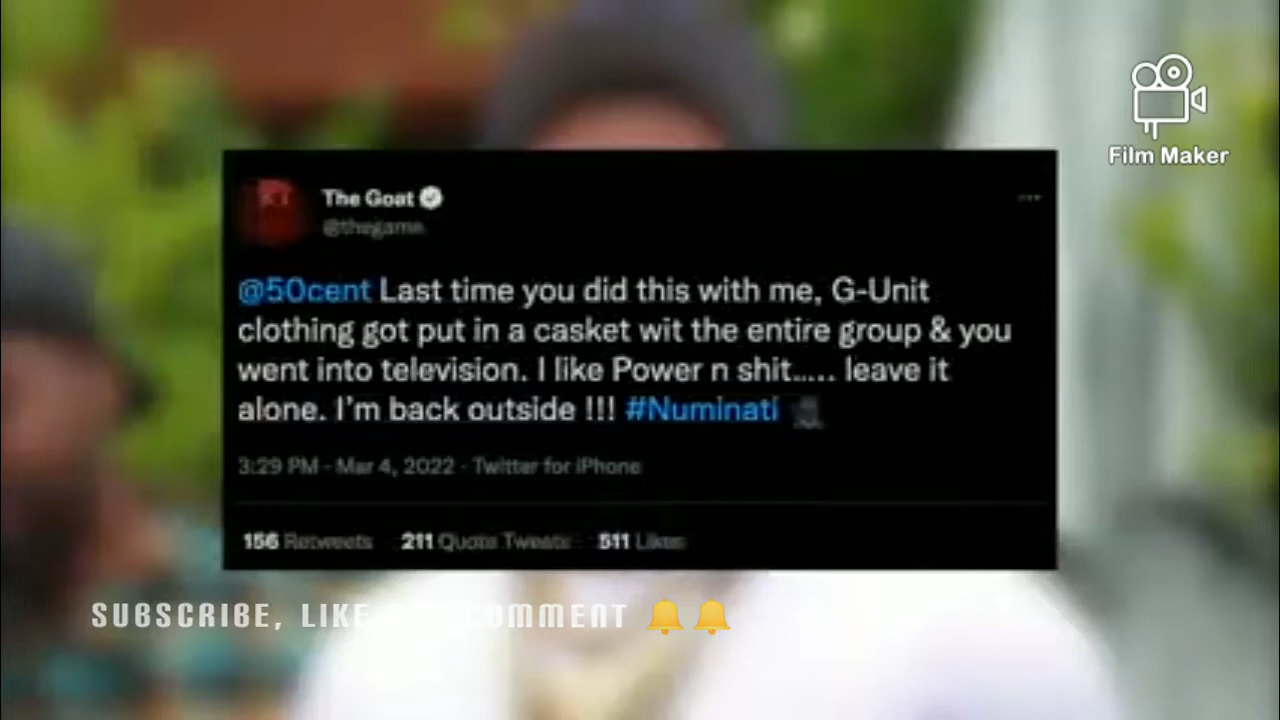 Film Maker
The Goat
@thegame
@50cent Last time you did this with me, G-Unit
clothing got put in a casket wit the entire group & you
went into television. I like Power n shit..... leave it
alone. I'm back outside !!! #Numinati
3:29 PM - Mar 4, 2022 - Twitter for iPhone
156 Retweets 211 Quote Tweets 511 Likes
SUBSCRIBE, LIKE COMMENT